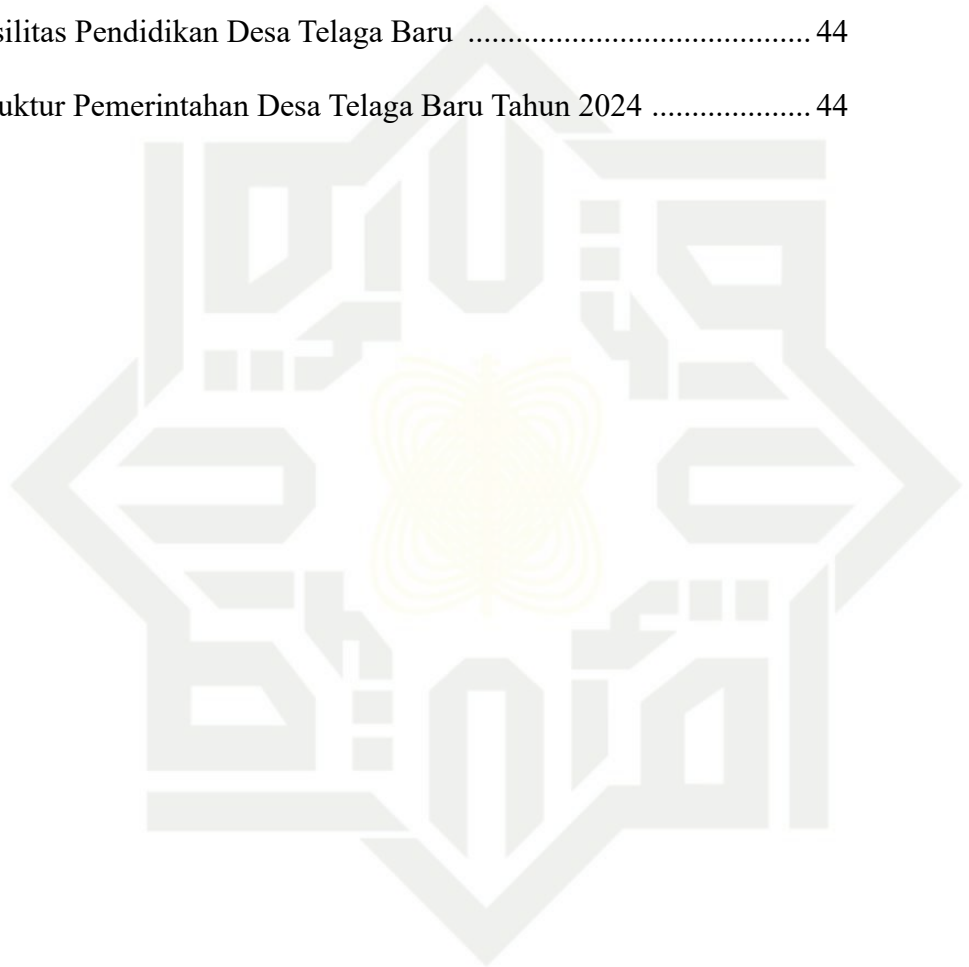 silitas Pendidikan Desa Telaga Baru ........................................... 44
uktur Pemerintahan Desa Telaga Baru Tahun 2024 .................... 44